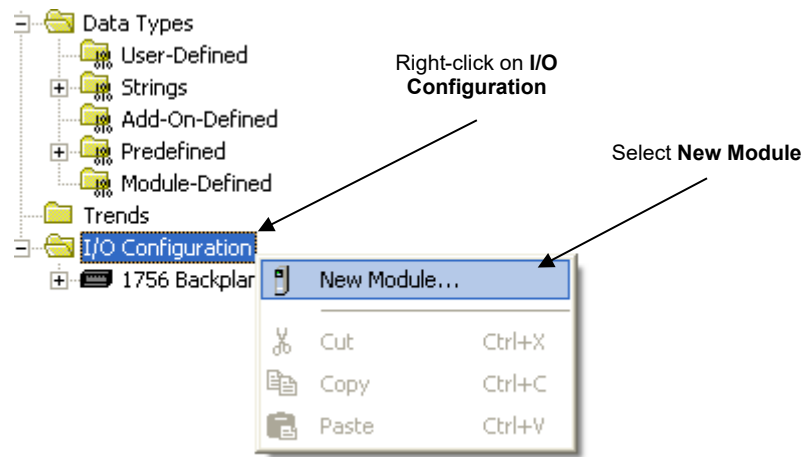 Data Types
User-Defined
Strings
Add-On-Defined
Predefined
Module-Defined
Trends
I/O Configuration
1756 Backplan
Right-click on I/O
Configuration
Select New Module
New Module...
Cut Ctrl+X
Copy Ctrl+C
Paste Ctrl+V